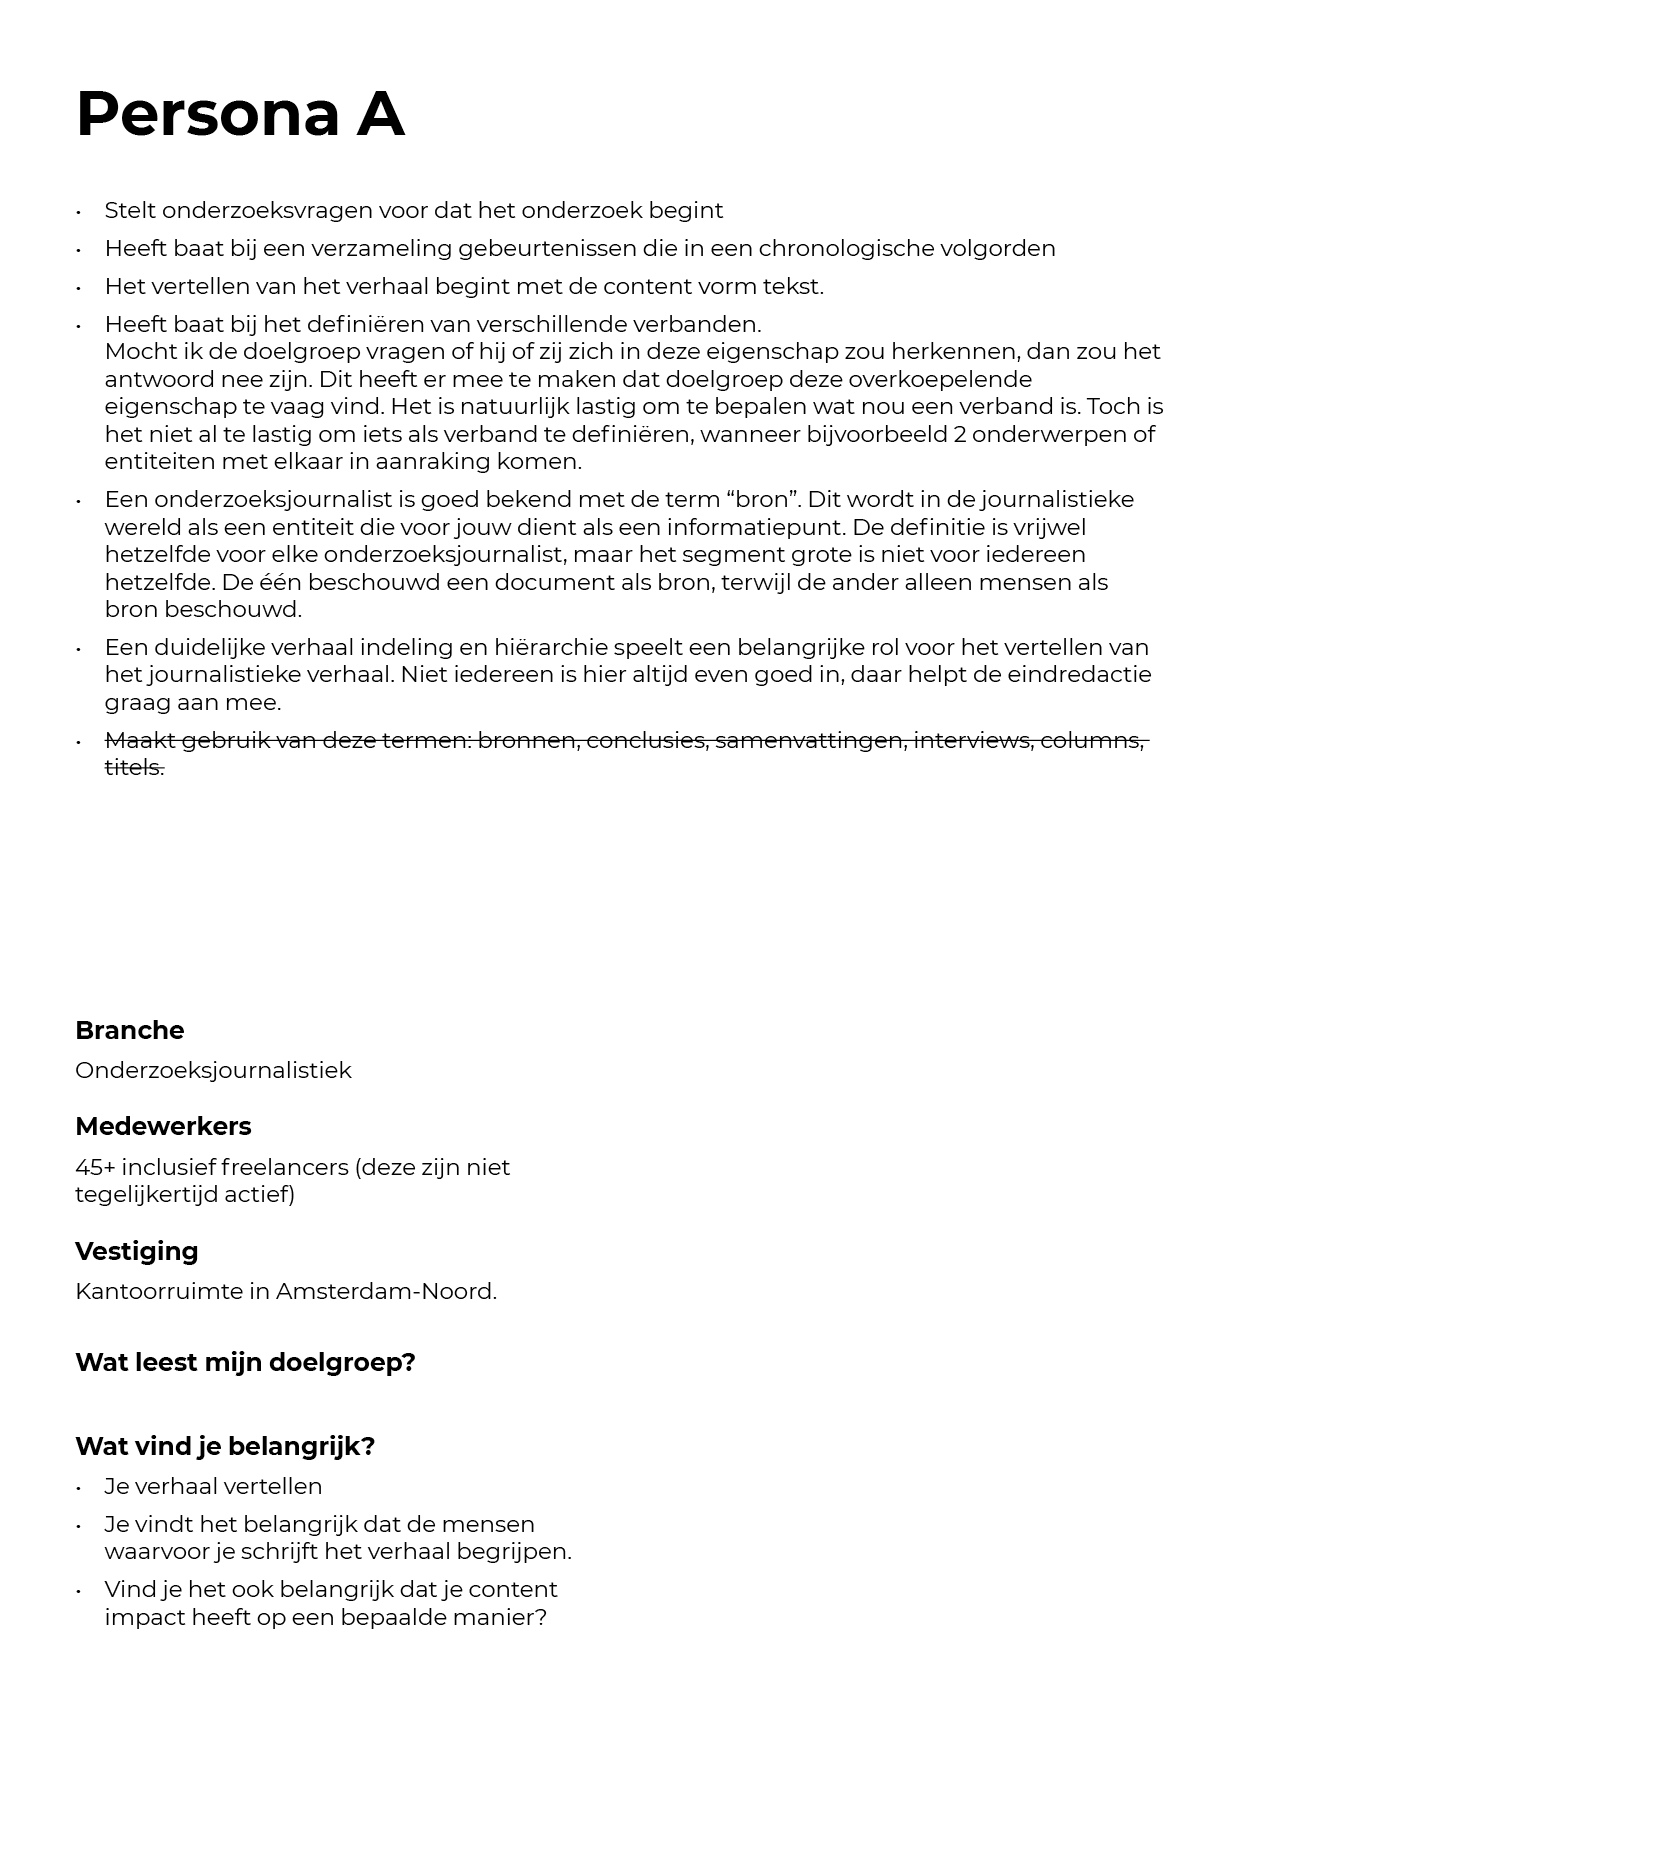 Persona A
• Stelt onderzoeksvragen voor dat het onderzoek begint
• Heeft baat bij een verzameling gebeurtenissen die in een chronologische volgorden
• Het vertellen van het verhaal begint met de content vorm tekst.
• Heeft baat bij het definiëren van verschillende verbanden.
Mocht ik de doelgroep vragen of hij of zij zich in deze eigenschap zou herkennen, dan zou het
antwoord nee zijn. Dit heeft er mee te maken dat doelgroep deze overkoepelende
eigenschap te vaag vind. Het is natuurlijk lastig om te bepalen wat nou een verband is. Toch is
het niet al te lastig om iets als verband te definiëren, wanneer bijvoorbeeld 2 onderwerpen of
entiteiten met elkaar in aanraking komen.
• Een onderzoeksjournalist is goed bekend met de term “bron”. Dit wordt in de journalistieke
wereld als een entiteit die voor jouw dient als een informatiepunt. De definitie is vrijwel
hetzelfde voor elke onderzoeksjournalist, maar het segment grote is niet voor iedereen
hetzelfde. De één beschouwd een document als bron, terwijl de ander alleen mensen als
bron beschouwd.
• Een duidelijke verhaal indeling en hiërarchie speelt een belangrijke rol voor het vertellen van
het journalistieke verhaal. Niet iedereen is hier altijd even goed in, daar helpt de eindredactie
graag aan mee.
• Maakt gebruik van deze termen: bronnen, conclusies, samenvattingen, interviews, columns,
titels.
Branche
Onderzoeksjournalistiek
Medewerkers
45+ inclusief freelancers (deze zijn niet
tegelijkertijd actief)
Vestiging
Kantoorruimte in Amsterdam-Noord.
Wat leest mijn doelgroep?
Wat vind je belangrijk?
• Je verhaal vertellen
• Je vindt het belangrijk dat de mensen
waarvoor je schrijft het verhaal begrijpen.
• Vind je het ook belangrijk dat je content
impact heeft op een bepaalde manier?